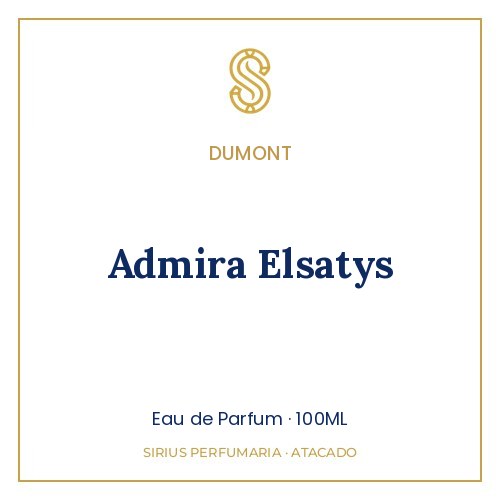 DUMONT
Admira Elsatys
Eau de Parfum · 100ML
SIRIUS PERFUMARIA · ATACADO